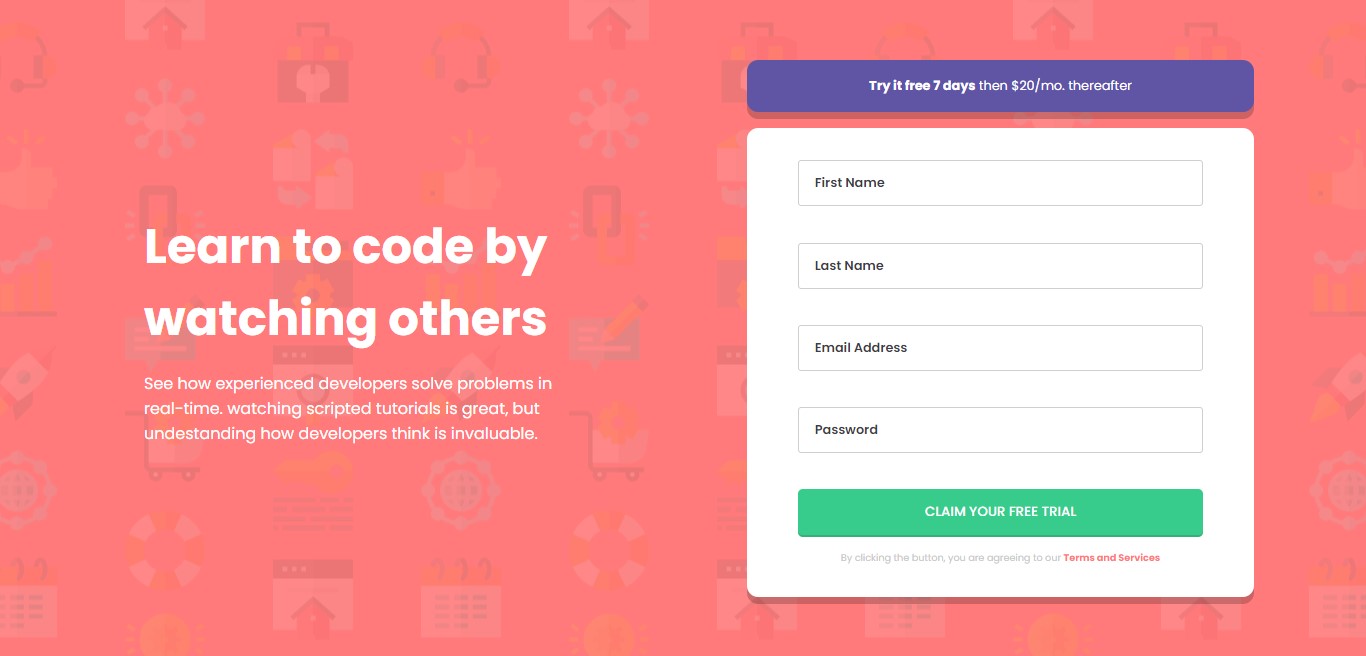 Learn to code by
watching others
See how experienced developers solve problems in
real-time. watching scripted tutorials is great, but
undestanding how developers think is invaluable.
Try it free 7 days then $20/mo. thereafter
First Name
Last Name
Email Address
Password
CLAIM YOUR FREE TRIAL
By clicking the button, you are agreeing to our Terms and Services